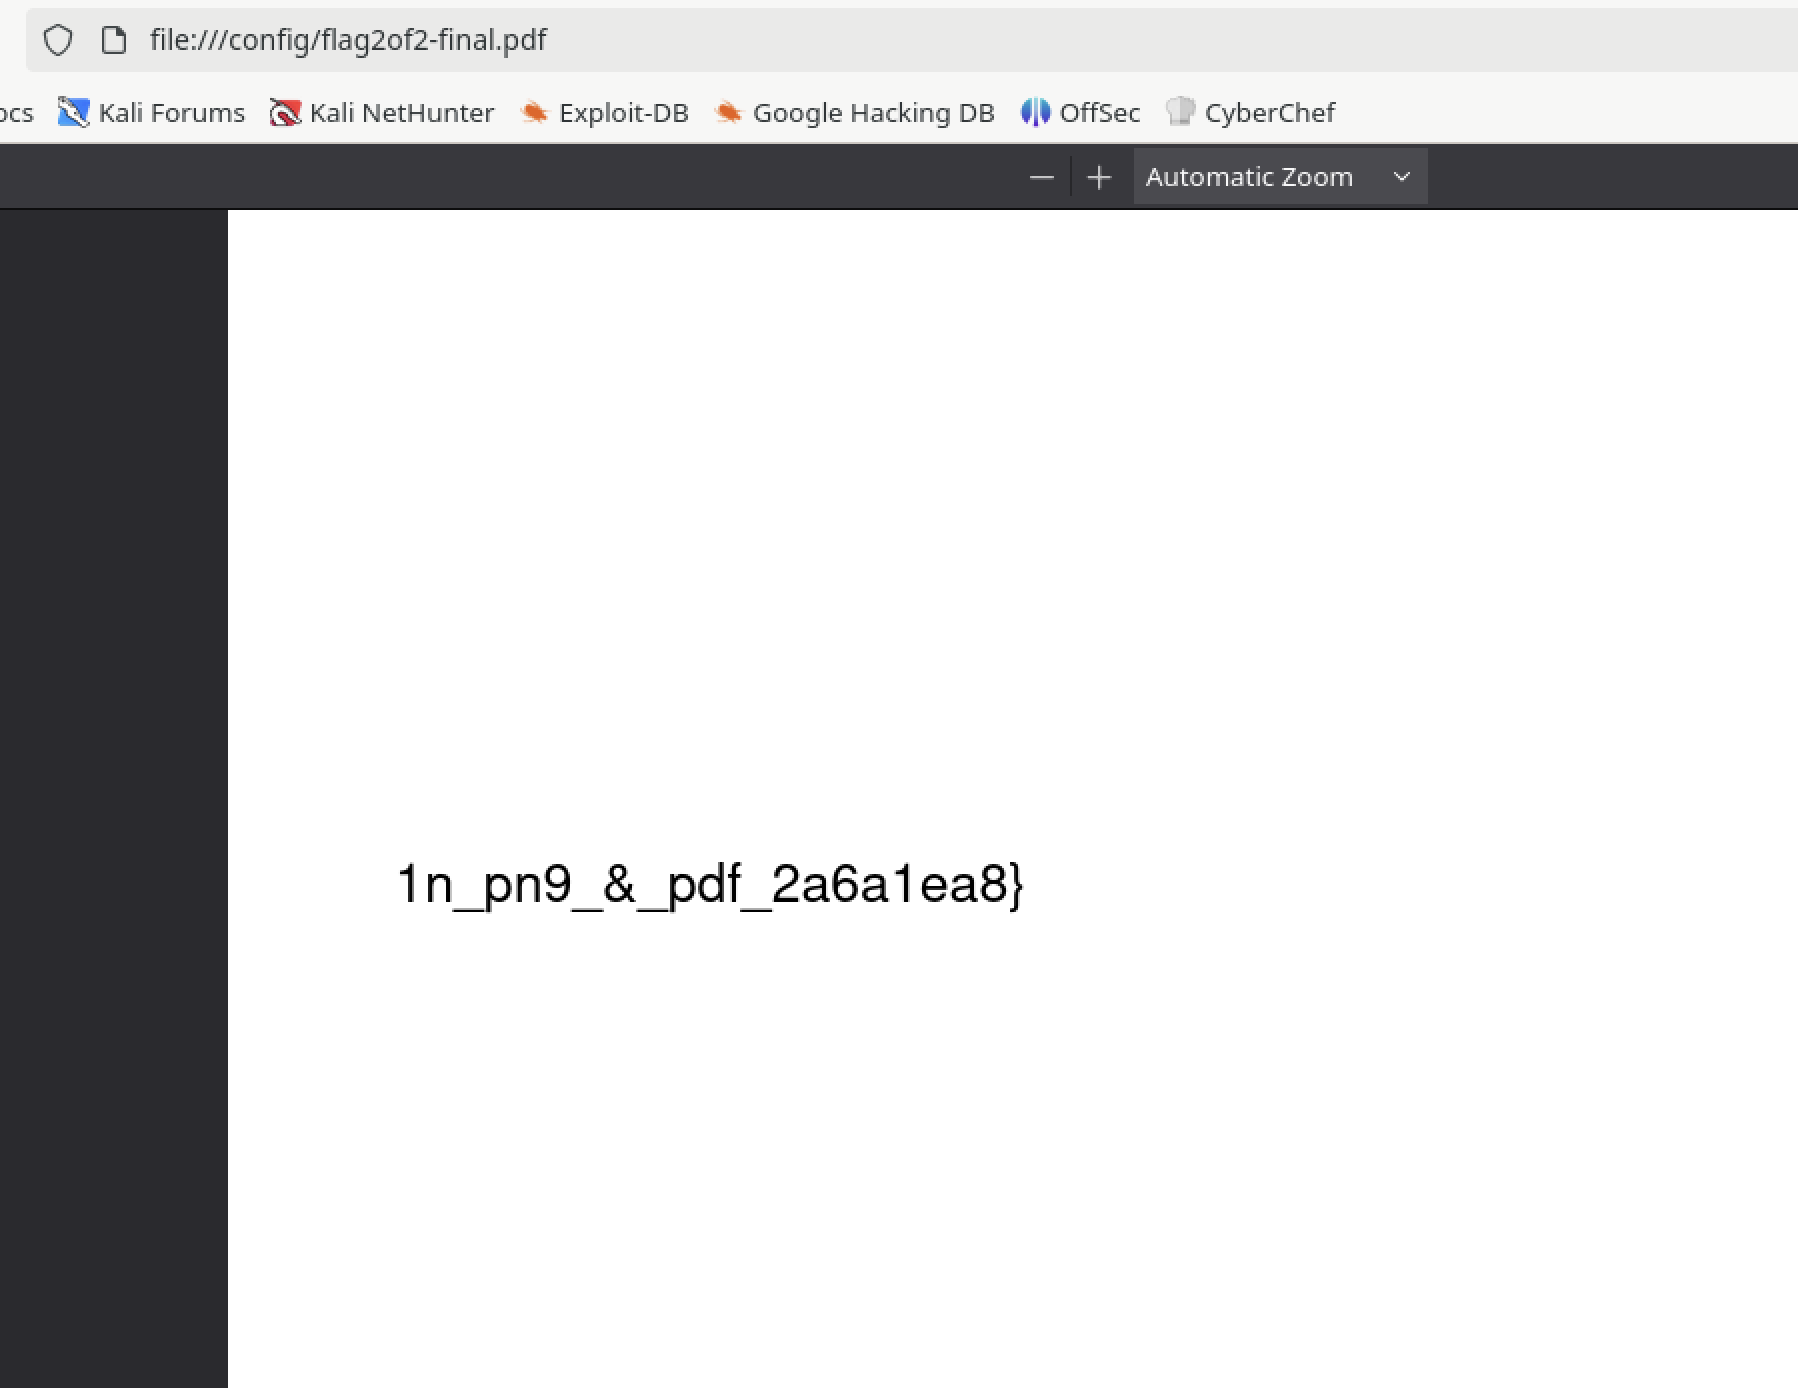 file:///config/flag2of2-final.pdf
ocs Kali Forums Kali NetHunter Exploit-DB Google Hacking DB OffSec CyberChef
Automatic Zoom
1n_pn9_&_pdf_2a6a1ea8}